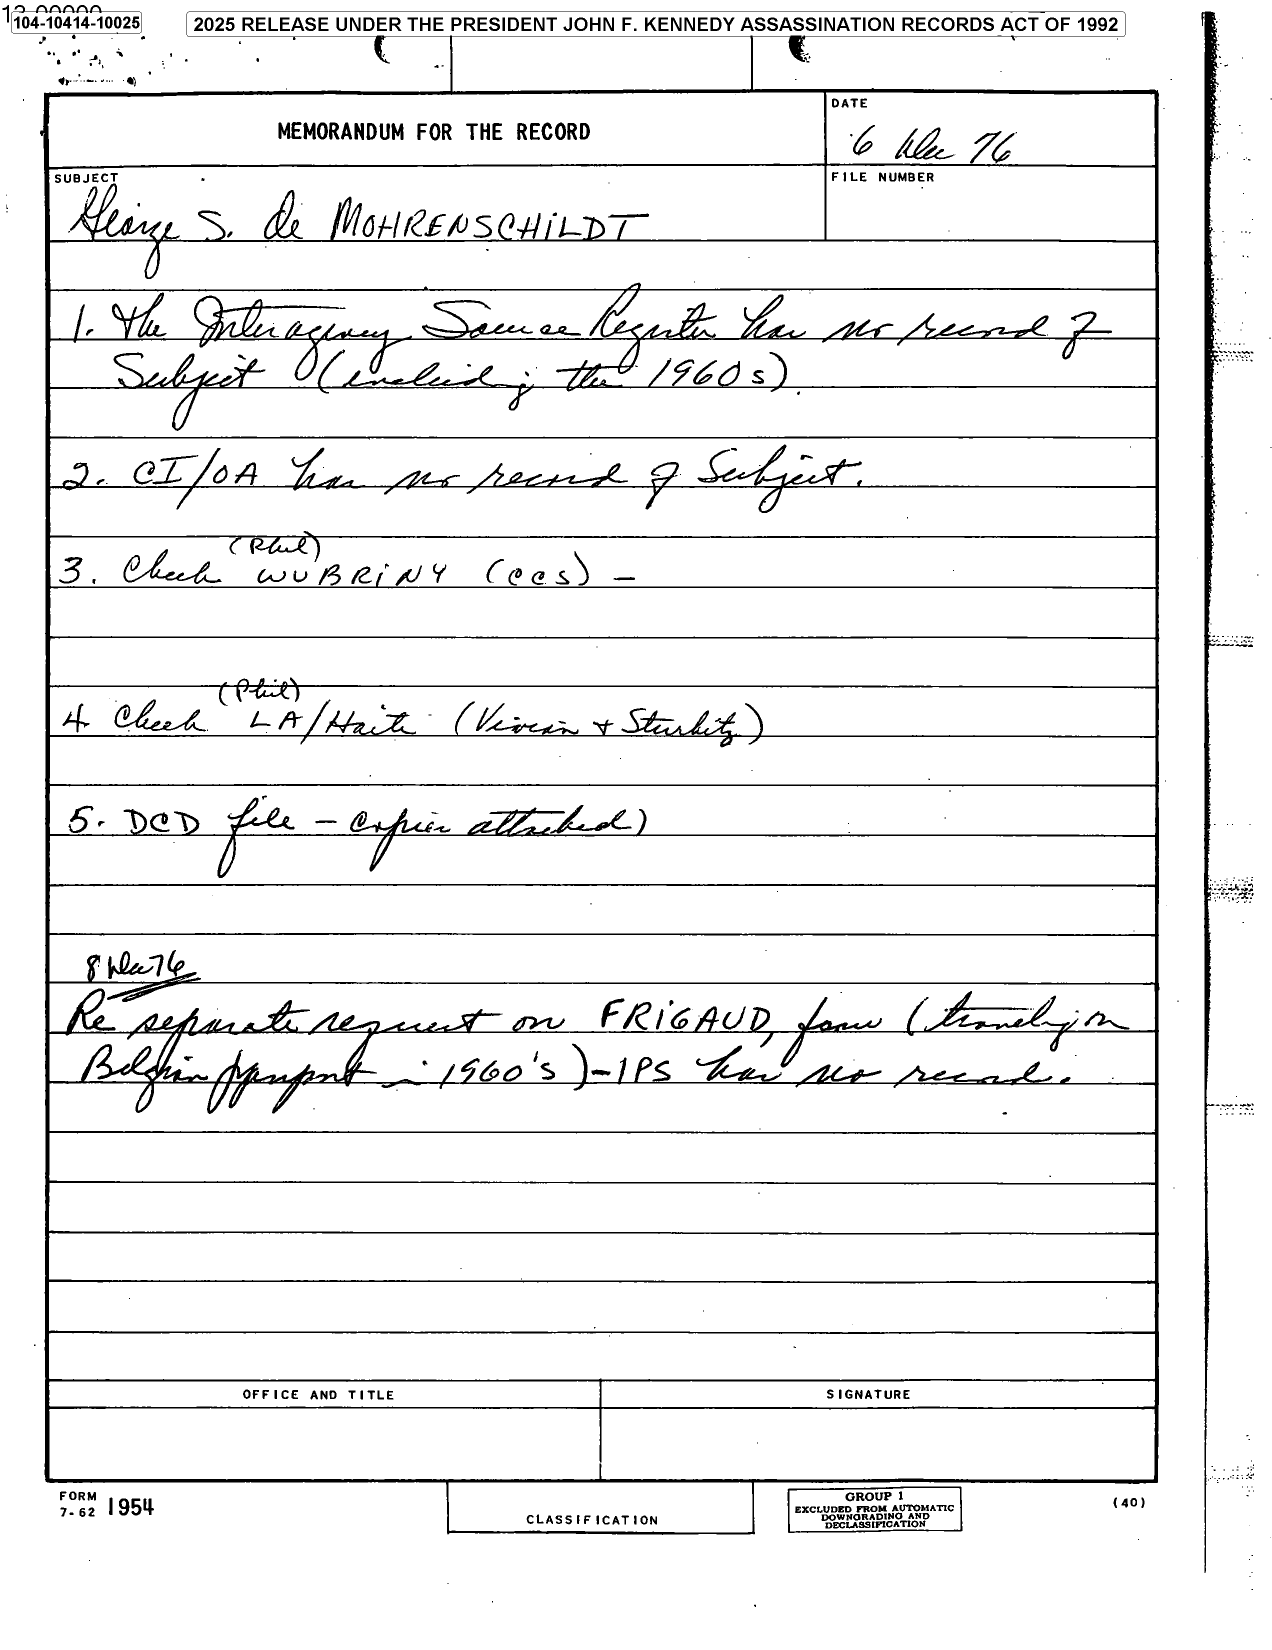 104-10414-10025
2025 RELEASE UNDER THE PRESIDENT JOHN F. KENNEDY ASSASSINATION RECORDS ACT OF 1992
MEMORANDUM FOR THE RECORD
DATE
6 Dec 76
SUBJECT
George S. de MOHRENSCHiLDT
FILE NUMBER
1. The Interagency Source Register has no record of
Subject (including the 1960s).
2. CI/OA has no record of Subject.
(Phil)
3. Check WUBRiNY (CCS) –
(Phil)
4 Check LA/Haiti (Vivian + Sturbitz)
5. DCD file – copies attached)
8 Dec 76
Re separate request on FRiGAUD, (traveling on
Belgian passport in 1960's) – IPS has no record.
OFFICE AND TITLE
SIGNATURE
FORM
7-62 1954
CLASSIFICATION
GROUP 1
EXCLUDED FROM AUTOMATIC
DOWNGRADING AND
DECLASSIFICATION
(40)